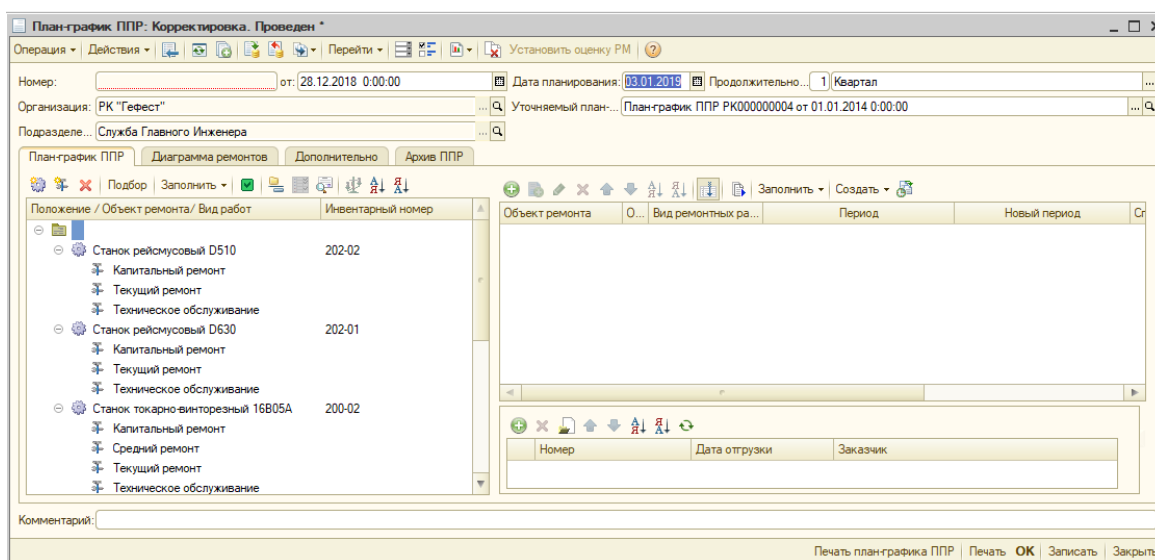 План-график ППР: Корректировка. Проведен *
Операция Действия Перейти Установить оценку РМ
Номер: от: 28.12.2018 0:00:00 Дата планирования: 03.01.2019 Продолжительно... 1 Квартал
Организация: РК "Гефест" Уточняемый план-... План-график ППР РК000000004 от 01.01.2014 0:00:00
Подразделе... Служба Главного Инженера
План-график ППР Диаграмма ремонтов Дополнительно Архив ППР
Подбор Заполнить Заполнить Создать
Положение / Объект ремонта/ Вид работ Инвентарный номер Объект ремонта О... Вид ремонтных ра... Период Новый период
Станок рейсмусовый D510 202-02
Капитальный ремонт
Текущий ремонт
Техническое обслуживание
Станок рейсмусовый D630 202-01
Капитальный ремонт
Текущий ремонт
Техническое обслуживание
Станок токарно-винторезный 16В05А 200-02
Капитальный ремонт
Средний ремонт
Текущий ремонт
Техническое обслуживание
Номер Дата отгрузки Заказчик
Комментарий:
Печать план-графика ППР Печать OK Записать Закрыть